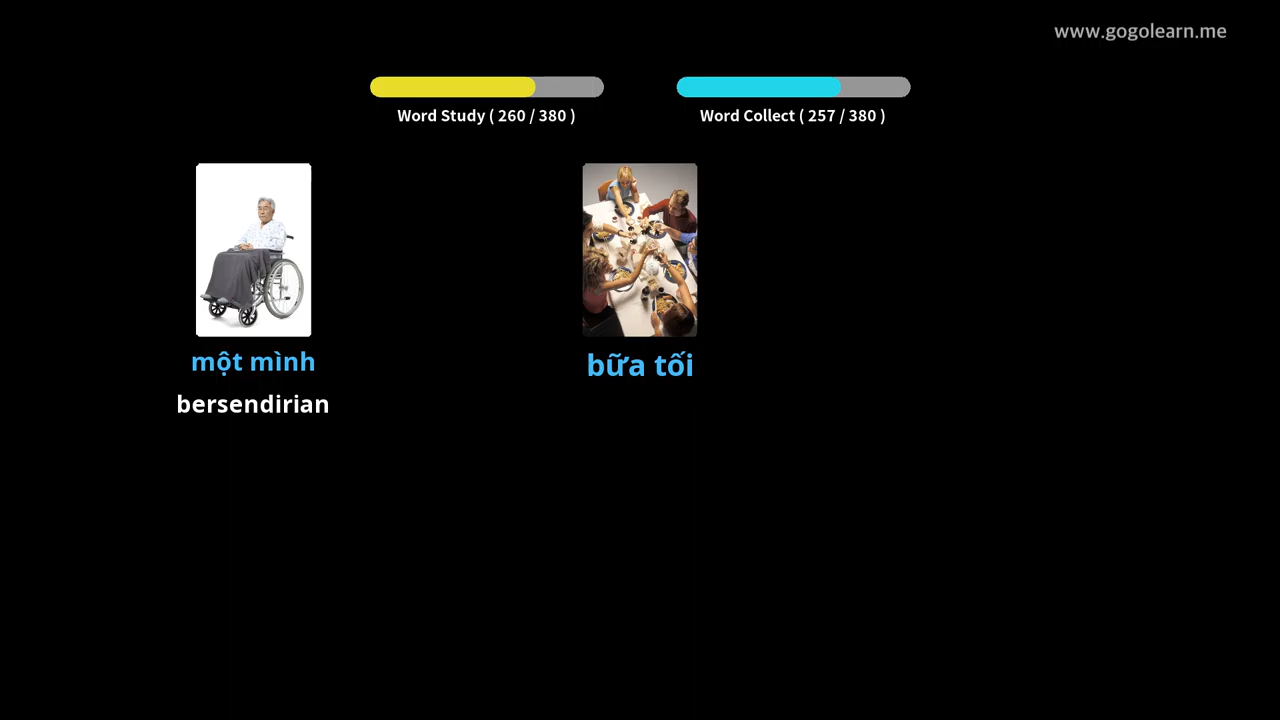 www.gogolearn.me
Word Study ( 260 / 380 )
Word Collect ( 257 / 380 )
một mình
bersendirian
bữa tối